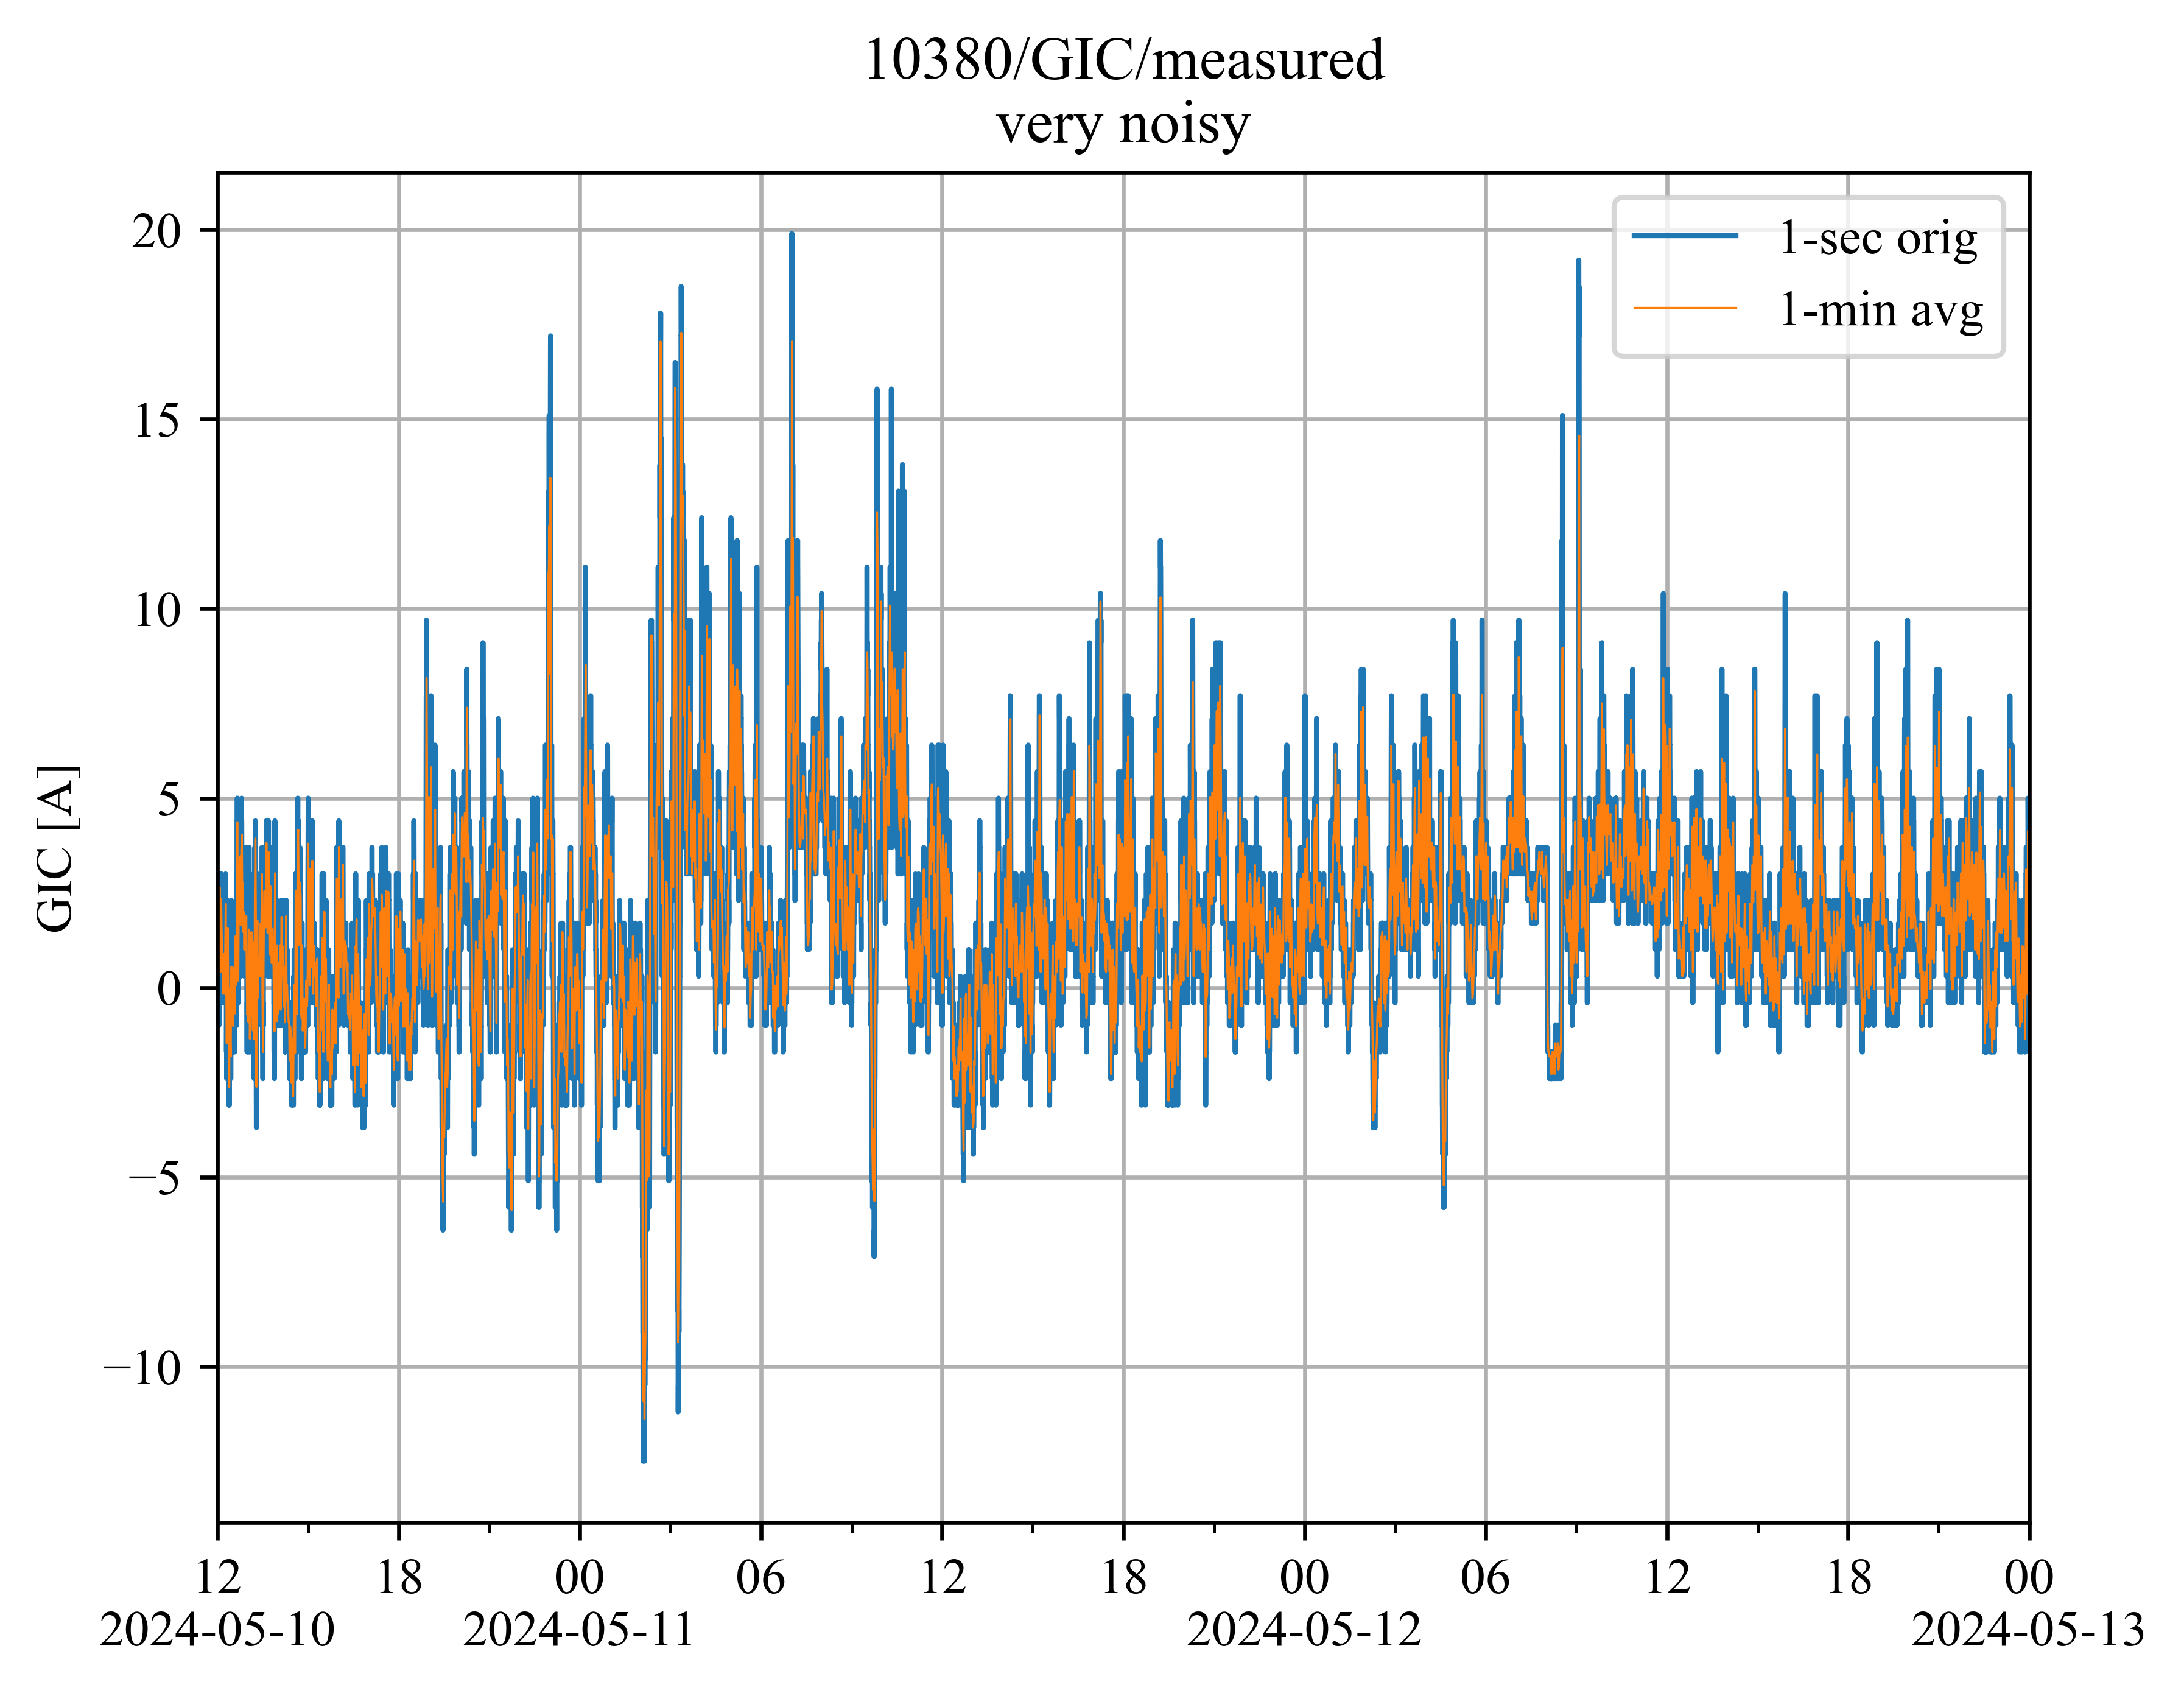 10380/GIC/measured
very noisy
1-sec orig
1-min avg
GIC [A]
20
15
10
5
0
−5
−10
12 18 00 06 12 18 00 06 12 18 00
2024-05-10 2024-05-11 2024-05-12 2024-05-13